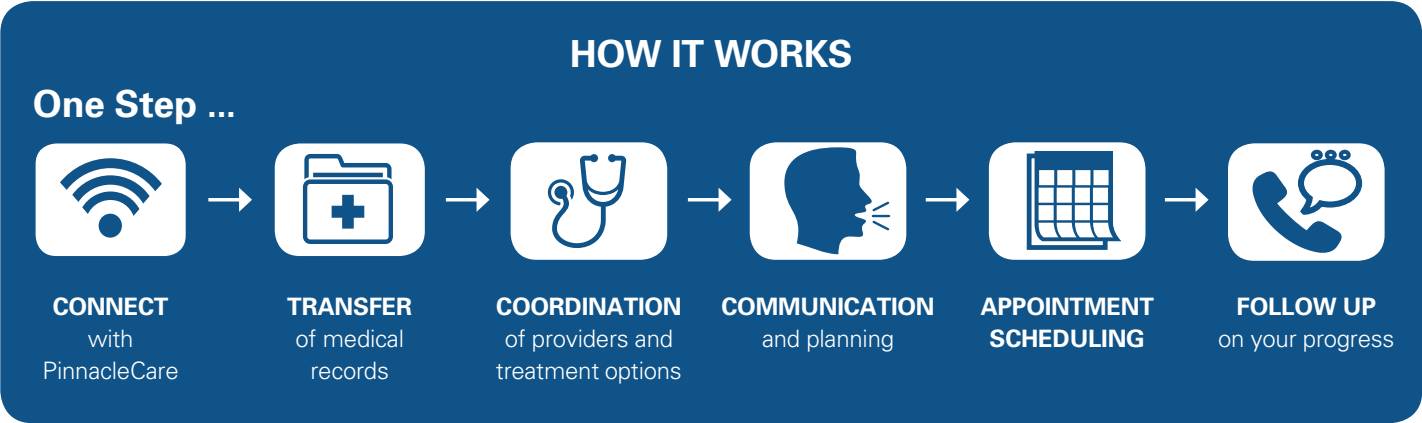 HOW IT WORKS
One Step ...
CONNECT
with
PinnacleCare
TRANSFER
of medical
records
COORDINATION
of providers and
treatment options
COMMUNICATION
and planning
APPOINTMENT
SCHEDULING
FOLLOW UP
on your progress